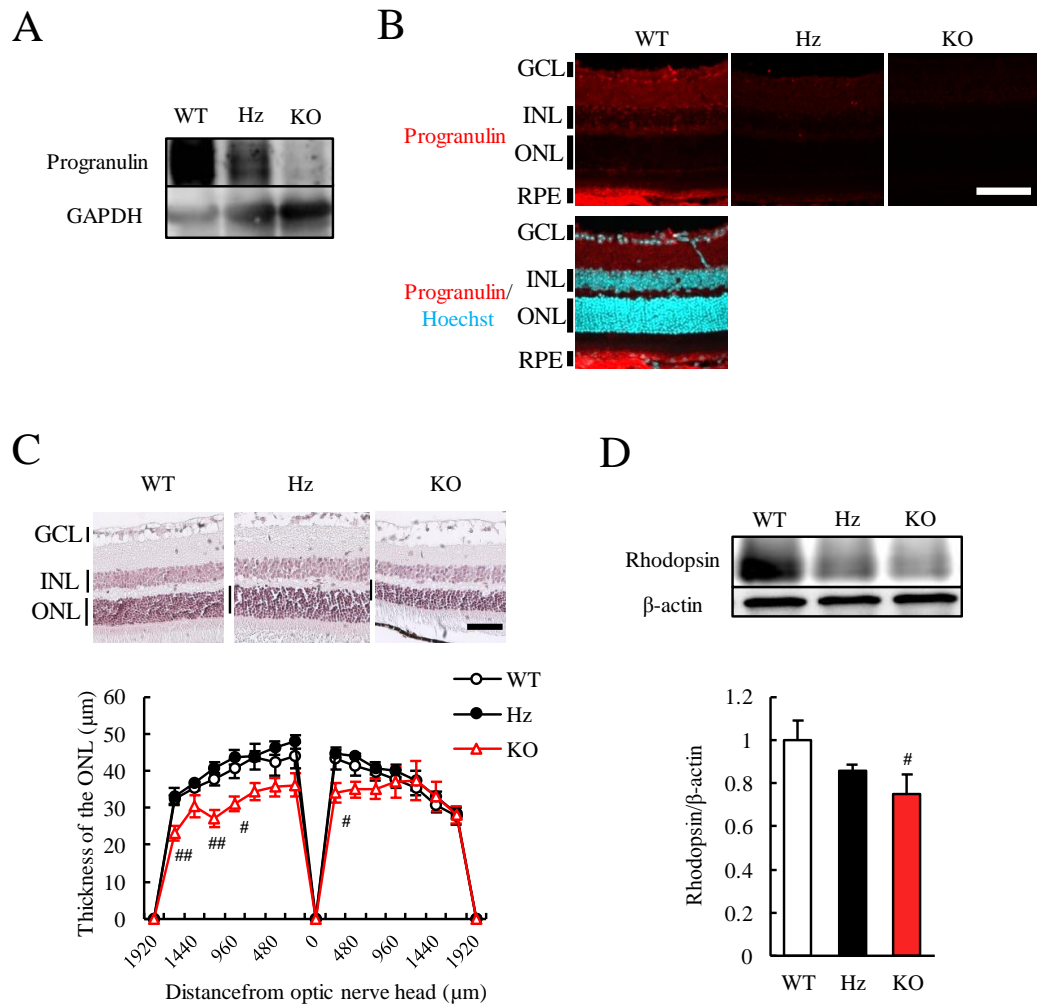 A
WT Hz KO
Progranulin
GAPDH
B
WT Hz KO
GCL
INL
Progranulin
ONL
RPE
GCL
INL
Progranulin/
Hoechst
ONL
RPE
C
WT Hz KO
GCL
INL
ONL
WT
Hz
KO
Thickness of the ONL (μm)
60
50
40
30
20
10
0
## ## # #
1920 1440 960 480 0 480 960 1440 1920
Distancefrom optic nerve head (μm)
D
WT Hz KO
Rhodopsin
β-actin
Rhodopsin/β-actin
1.2
1
0.8
0.6
0.4
0.2
0
#
WT Hz KO